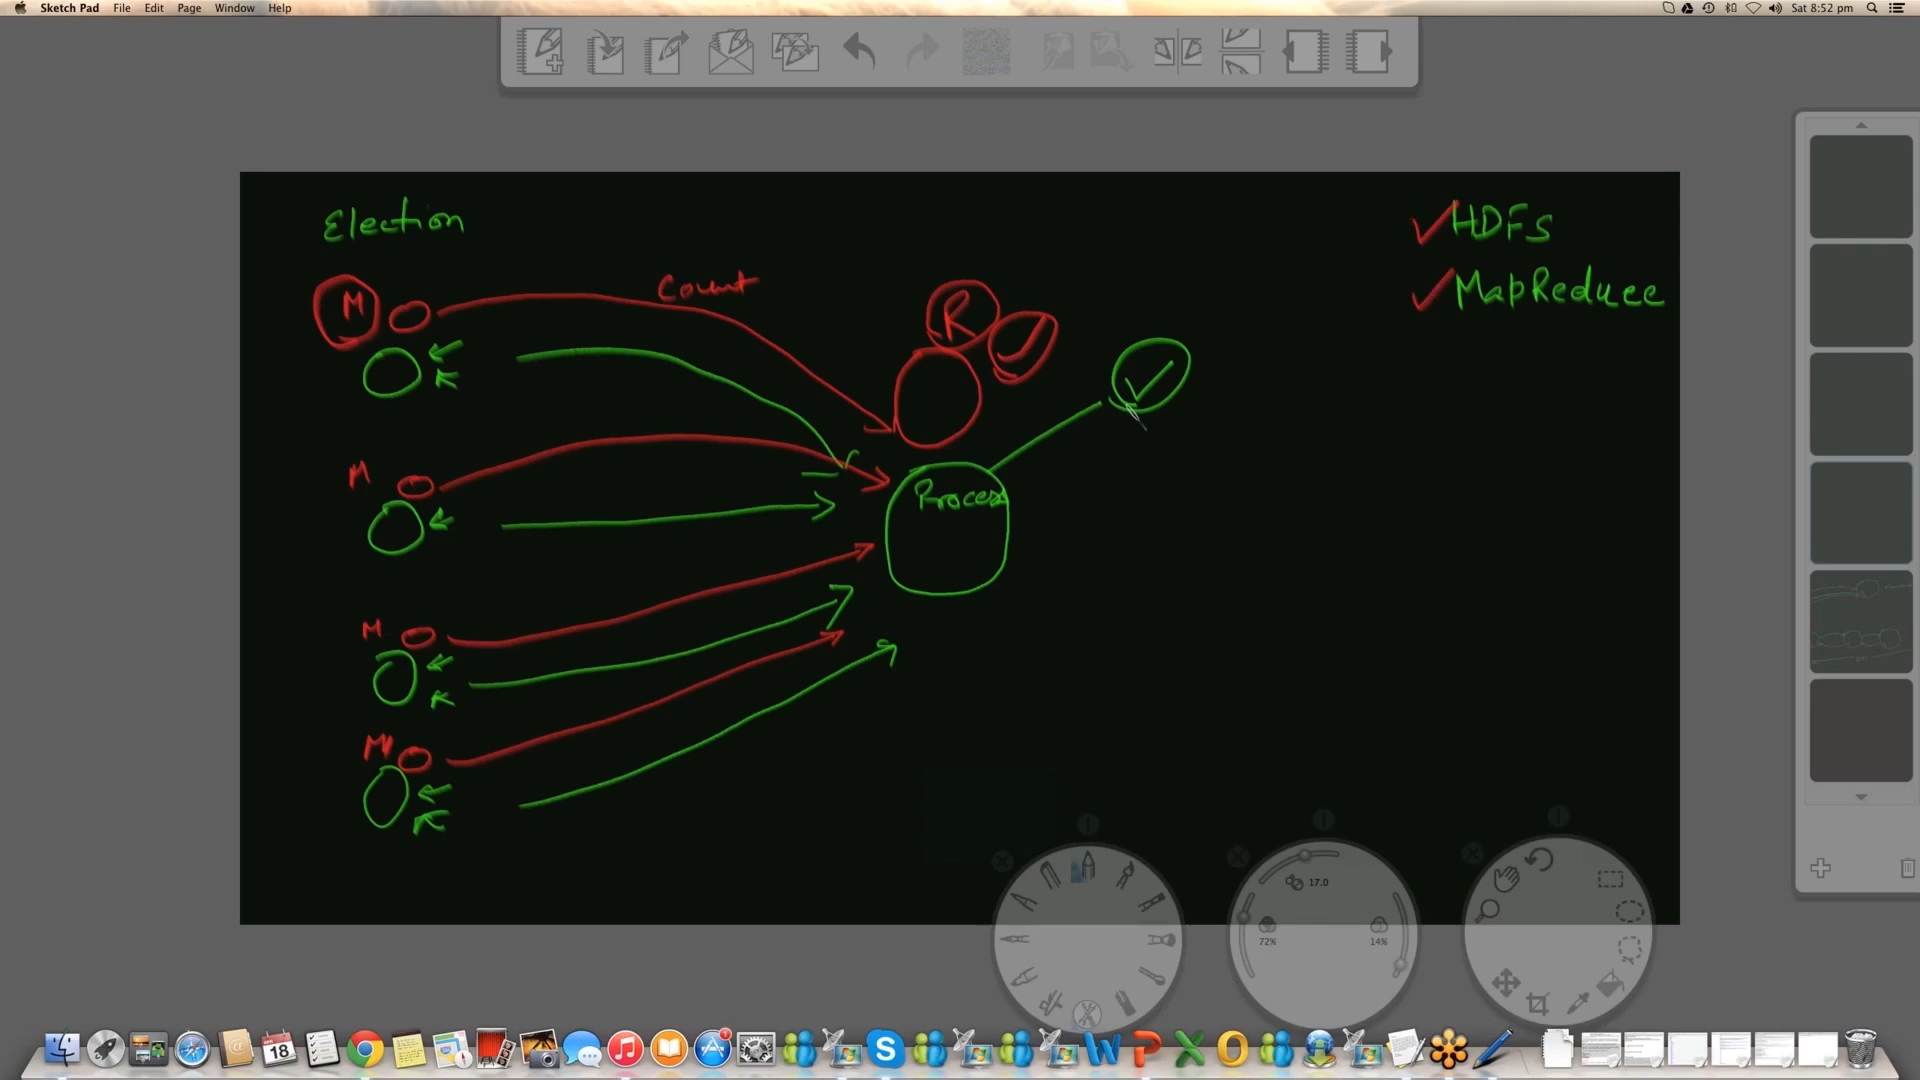 Sketch Pad File Edit Page Window Help
Sat 8:52 pm
Election
HDFs
MapReduce
Count
M
R
Process
M
M
M
17.0
72%
14%
18